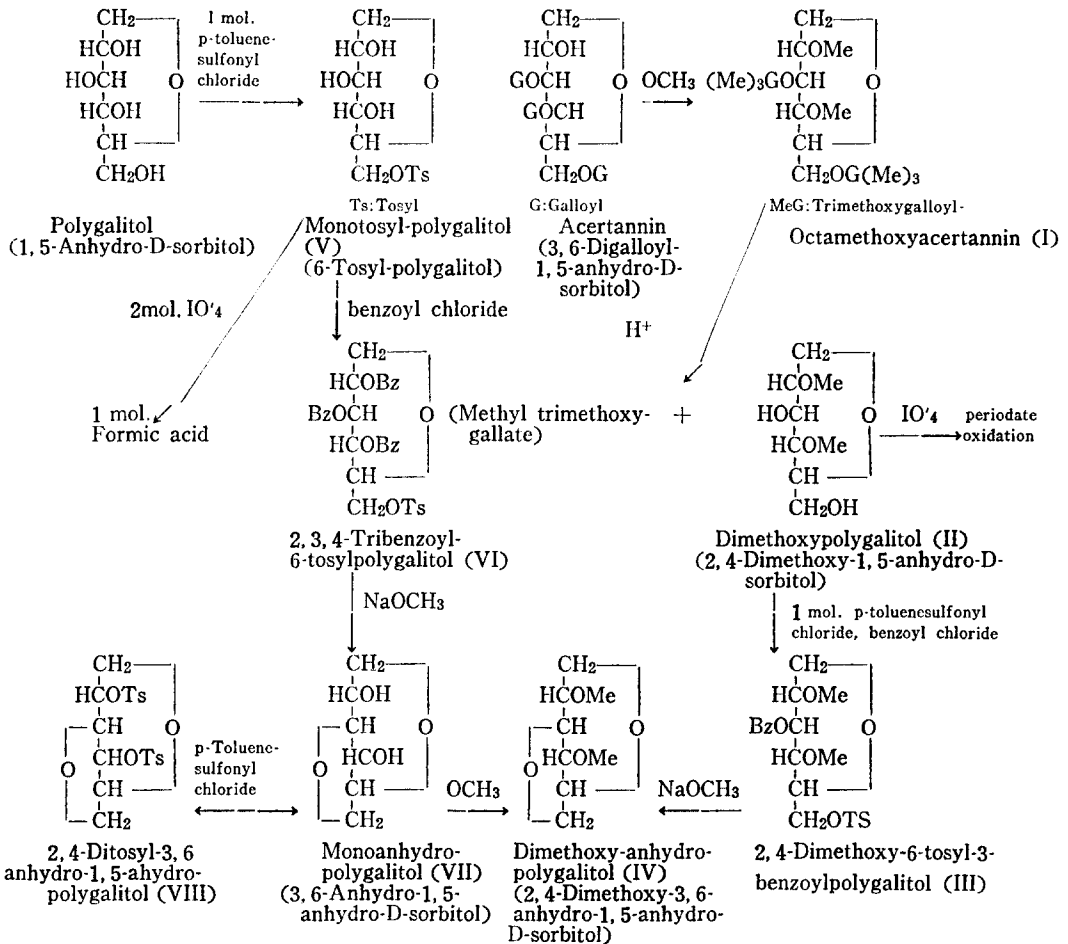 CH2
HCOH
HOCH O
HCOH
CH
CH2OH
Polygalitol
(1, 5-Anhydro-D-sorbitol)
1 mol.
p-toluene-
sulfonyl
chloride
CH2
HCOH
HOCH O
HCOH
CH
CH2OTs
Ts: Tosyl
Monotosyl-polygalitol
(V)
(6-Tosyl-polygalitol)
CH2
HCOH
GOCH O
GOCH
CH
CH2OG
G:Galloyl
Acertannin
(3, 6-Digalloyl-
1, 5-anhydro-D-
sorbitol)
OCH3
CH2
HCOMe
(Me)3GOCH O
HCOMe
CH
CH2OG(Me)3
MeG: Trimethoxygalloyl-
Octamethoxyacertannin (I)
2mol. IO'4
benzoyl chloride
H+
1 mol.
Formic acid
CH2
HCOBz
BzOCH O
HCOBz
CH
CH2OTs
2, 3, 4-Tribenzoyl-
6-tosylpolygalitol (VI)
(Methyl trimethoxy-
gallate)
+
CH2
HCOMe
HOCH O
HCOMe
CH
CH2OH
IO'4
periodate
oxidation
Dimethoxypolygalitol (II)
(2, 4-Dimethoxy-1, 5-anhydro-D-
sorbitol)
NaOCH3
1 mol. p-toluenesulfonyl
chloride, benzoyl chloride
CH2
HCOTs
CH O
O CHOTs
CH
CH2
2, 4-Ditosyl-3, 6
anhydro-1, 5-ahydro-
polygalitol (VIII)
p-Toluene-
sulfonyl
chloride
CH2
HCOH
CH O
O HCOH
CH
CH2
Monoanhydro-
polygalitol (VII)
(3, 6-Anhydro-1, 5-
anhydro-D-sorbitol)
OCH3
CH2
HCOMe
CH O
O HCOMe
CH
CH2
Dimethoxy-anhydro-
polygalitol (IV)
(2, 4-Dimethoxy-3, 6-
anhydro-1, 5-anhydro-
D-sorbitol)
NaOCH3
CH2
HCOMe
BzOCH O
HCOMe
CH
CH2OTS
2, 4-Dimethoxy-6-tosyl-3-
benzoylpolygalitol (III)